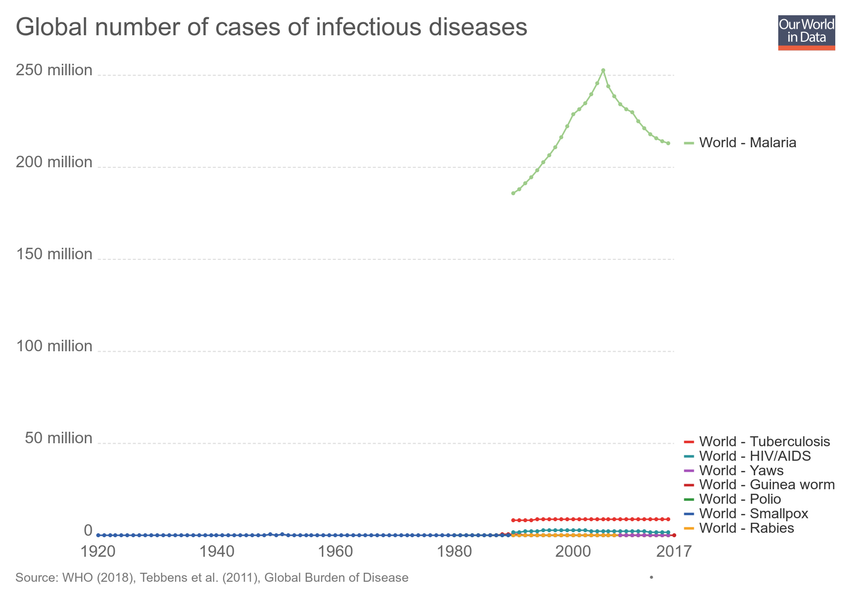 Global number of cases of infectious diseases
Our World
in Data
250 million
200 million
150 million
100 million
50 million
0
1920 1940 1960 1980 2000 2017
World - Malaria
World - Tuberculosis
World - HIV/AIDS
World - Yaws
World - Guinea worm
World - Polio
World - Smallpox
World - Rabies
Source: WHO (2018), Tebbens et al. (2011), Global Burden of Disease